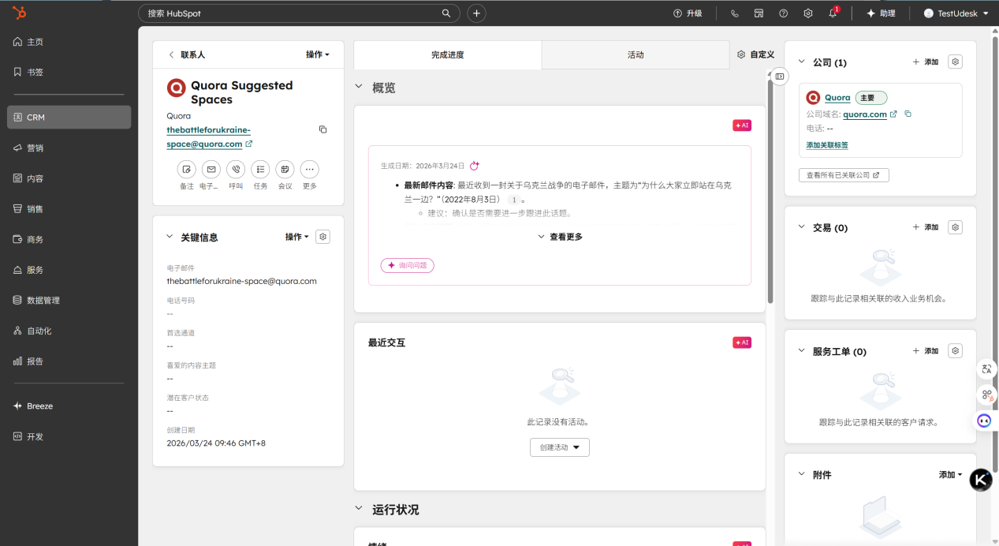 搜索 HubSpot
升级
1
助理
TestUdesk
主页
书签
CRM
营销
内容
销售
商务
服务
数据管理
自动化
报告
Breeze
开发
联系人
操作
Quora Suggested
Spaces
Quora
thebattleforukraine-
space@quora.com
备注
电子...
呼叫
任务
会议
更多
关键信息
操作
电子邮件
thebattleforukraine-space@quora.com
电话号码
--
首选通道
--
喜爱的内容主题
--
潜在客户状态
--
创建日期
2026/03/24 09:46 GMT+8
完成进度
活动
自定义
概览
AI
生成日期：2026年3月24日
最新邮件内容: 最近收到一封关于乌克兰战争的电子邮件，主题为“为什么大家立即站在乌克
兰一边？”（2022年8月3日） 1 。
建议：确认是否需要进一步跟进此话题。
查看更多
询问问题
最近交互
AI
此记录没有活动。
创建活动
运行状况
公司 (1)
添加
Quora
主要
公司域名: quora.com
电话: --
添加关联标签
查看所有已关联公司
交易 (0)
添加
跟踪与此记录相关联的收入业务机会。
服务工单 (0)
添加
跟踪与此记录相关联的客户请求。
附件
添加
K